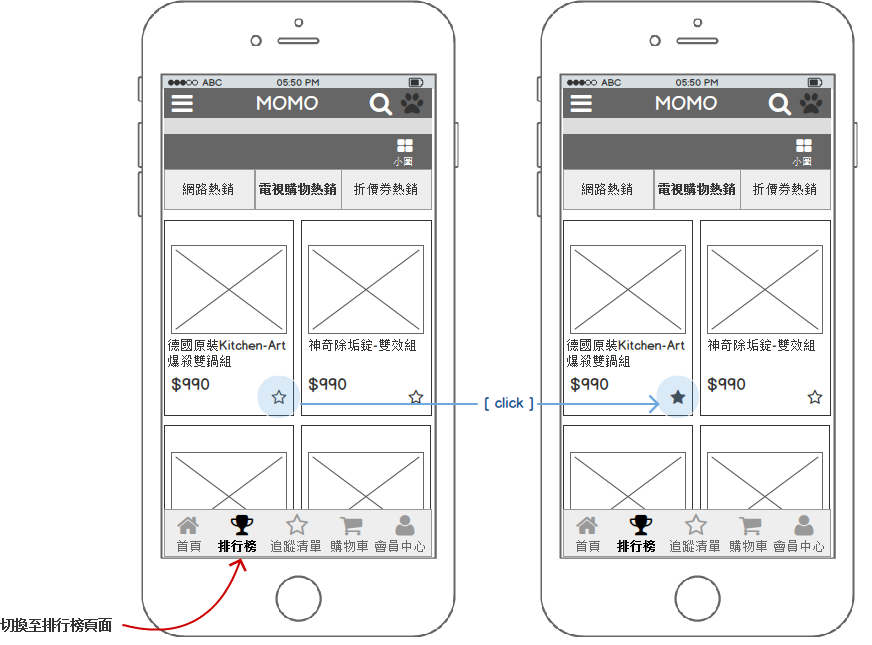 ABC 05:50 PM
MOMO
小圖
網路熱銷 電視購物熱銷 折價券熱銷
德國原裝Kitchen-Art
爆殺雙鍋組
$990
神奇除垢錠-雙效組
$990
首頁 排行榜 追蹤清單 購物車 會員中心
[ click ]
ABC 05:50 PM
MOMO
小圖
網路熱銷 電視購物熱銷 折價券熱銷
德國原裝Kitchen-Art
爆殺雙鍋組
$990
神奇除垢錠-雙效組
$990
首頁 排行榜 追蹤清單 購物車 會員中心
切換至排行榜頁面